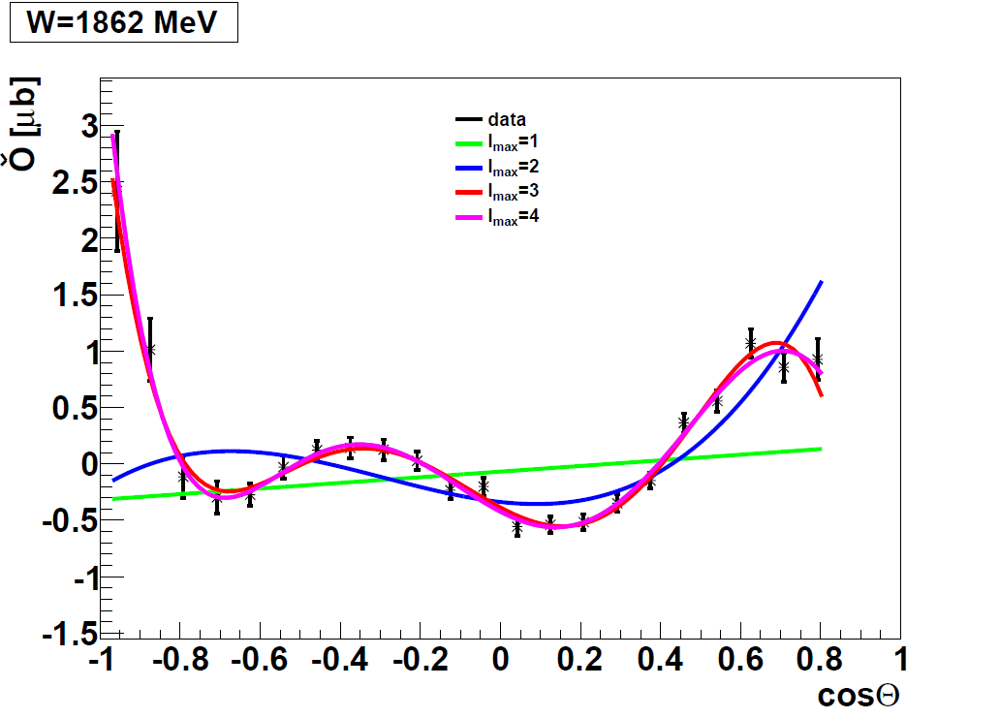 W=1862 MeV
Ǒ [μb]
data
lmax=1
lmax=2
lmax=3
lmax=4
3
2.5
2
1.5
1
0.5
0
-0.5
-1
-1.5
-1 -0.8 -0.6 -0.4 -0.2 0 0.2 0.4 0.6 0.8 1
cosΘ